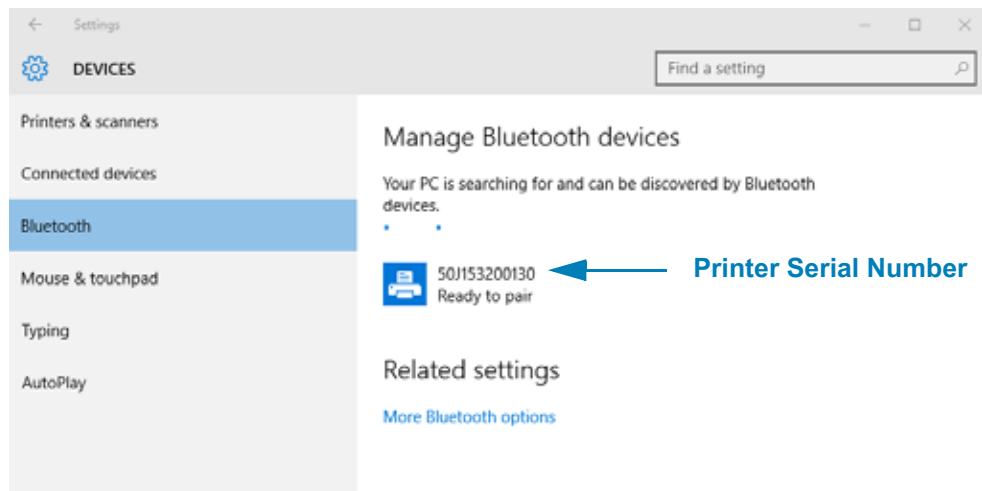 Settings
DEVICES
Find a setting
Printers & scanners
Connected devices
Bluetooth
Mouse & touchpad
Typing
AutoPlay
Manage Bluetooth devices
Your PC is searching for and can be discovered by Bluetooth
devices.
50J153200130
Ready to pair
Printer Serial Number
Related settings
More Bluetooth options